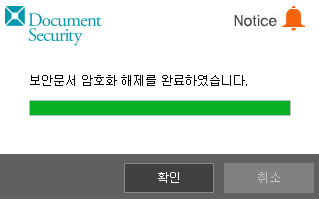 Document
Security
Notice
보안문서 암호화 해제를 완료하였습니다.
확인
취소